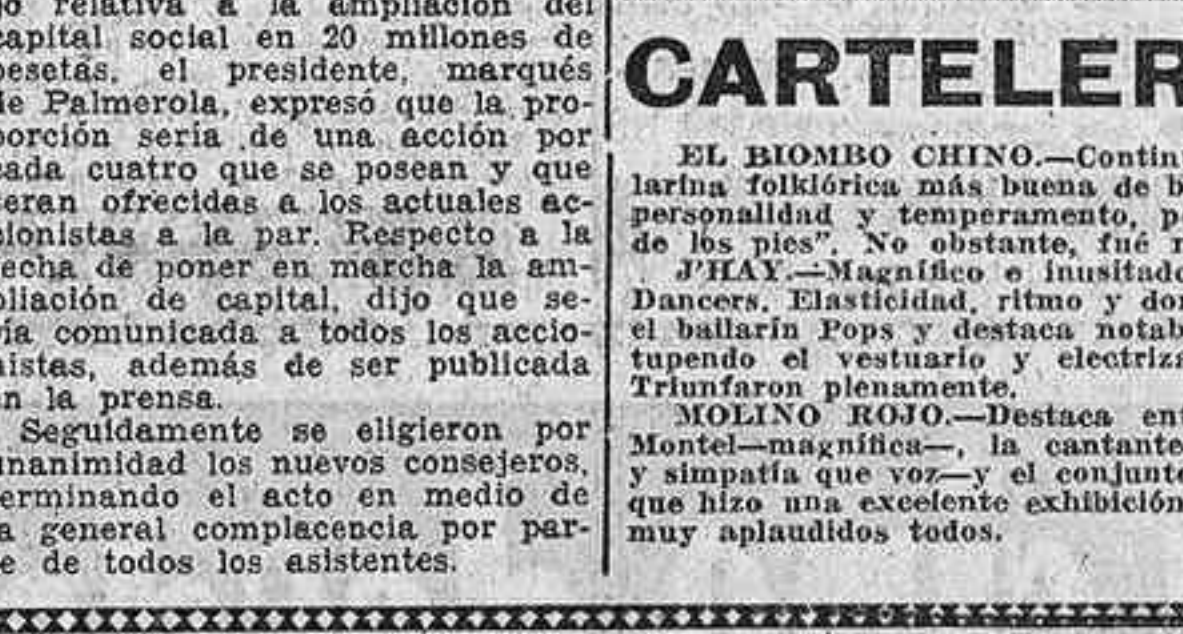 relativa a la ampliación del
capital social en 20 millones de
pesetas, el presidente, marqués
de Palmerola, expresó que la pro-
porción seria de una acción por
cada cuatro que se posean y que
seran ofrecidas a los actuales ac-
cionistas a la par. Respecto a la
fecha de poner en marcha la am-
pliación de capital, dijo que se-
ría comunicada a todos los accio-
nistas, además de ser publicada
en la prensa.
Seguidamente se eligieron por
unanimidad los nuevos consejeros,
terminando el acto en medio de
la general complacencia por par-
te de todos los asistentes.
CARTELER
EL BIOMBO CHINO.—Contin
larina folklórica más buena de b
personalidad y temperamento, p
de los pies". No obstante, fué
J'HAY.—Magnífico e inusitado
Dancers. Elasticidad, ritmo y do
el bailarín Pops y destaca notab
tupendo el vestuario y electriza
Triunfaron plenamente.
MOLINO ROJO.—Destaca ent
Montel—magnífica—, la cantante
y simpatía que voz—y el conjunto
que hizo una excelente exhibición
muy aplaudidos todos.